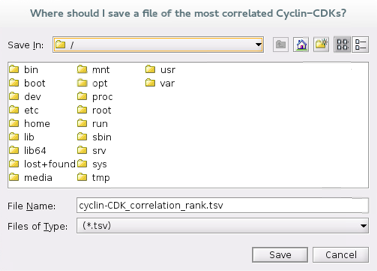 Where should I save a file of the most correlated Cyclin-CDKs?
Save In: /
bin mnt usr
boot opt var
dev proc
etc root
home run
lib sbin
lib64 srv
lost+found sys
media tmp
File Name: cyclin-CDK_correlation_rank.tsv
Files of Type: (*.tsv)
Save Cancel